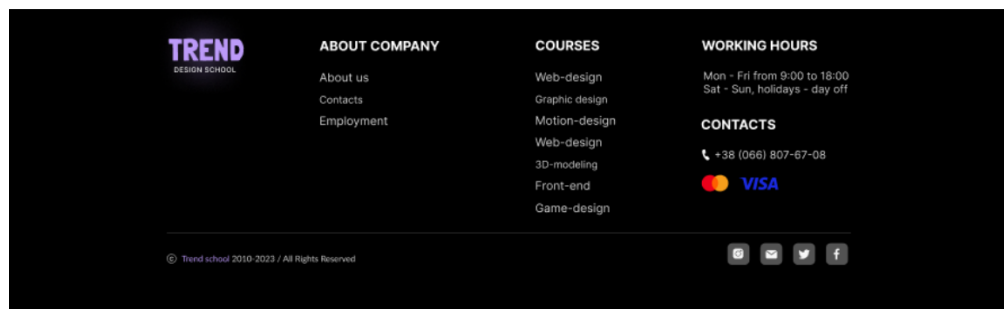 TREND
DESIGN SCHOOL
ABOUT COMPANY
About us
Contacts
Employment
COURSES
Web-design
Graphic design
Motion-design
Web-design
3D-modeling
Front-end
Game-design
WORKING HOURS
Mon - Fri from 9:00 to 18:00
Sat - Sun, holidays - day off
CONTACTS
+38 (066) 807-67-08
VISA
© Trend school 2010-2023 / All Rights Reserved